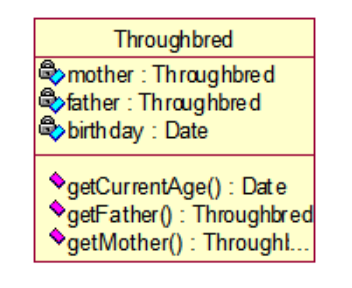 Throughbred
mother : Throughbred
father : Throughbred
birthday : Date
getCurrentAge() : Date
getFather() : Throughbred
getMother() : Throughl...